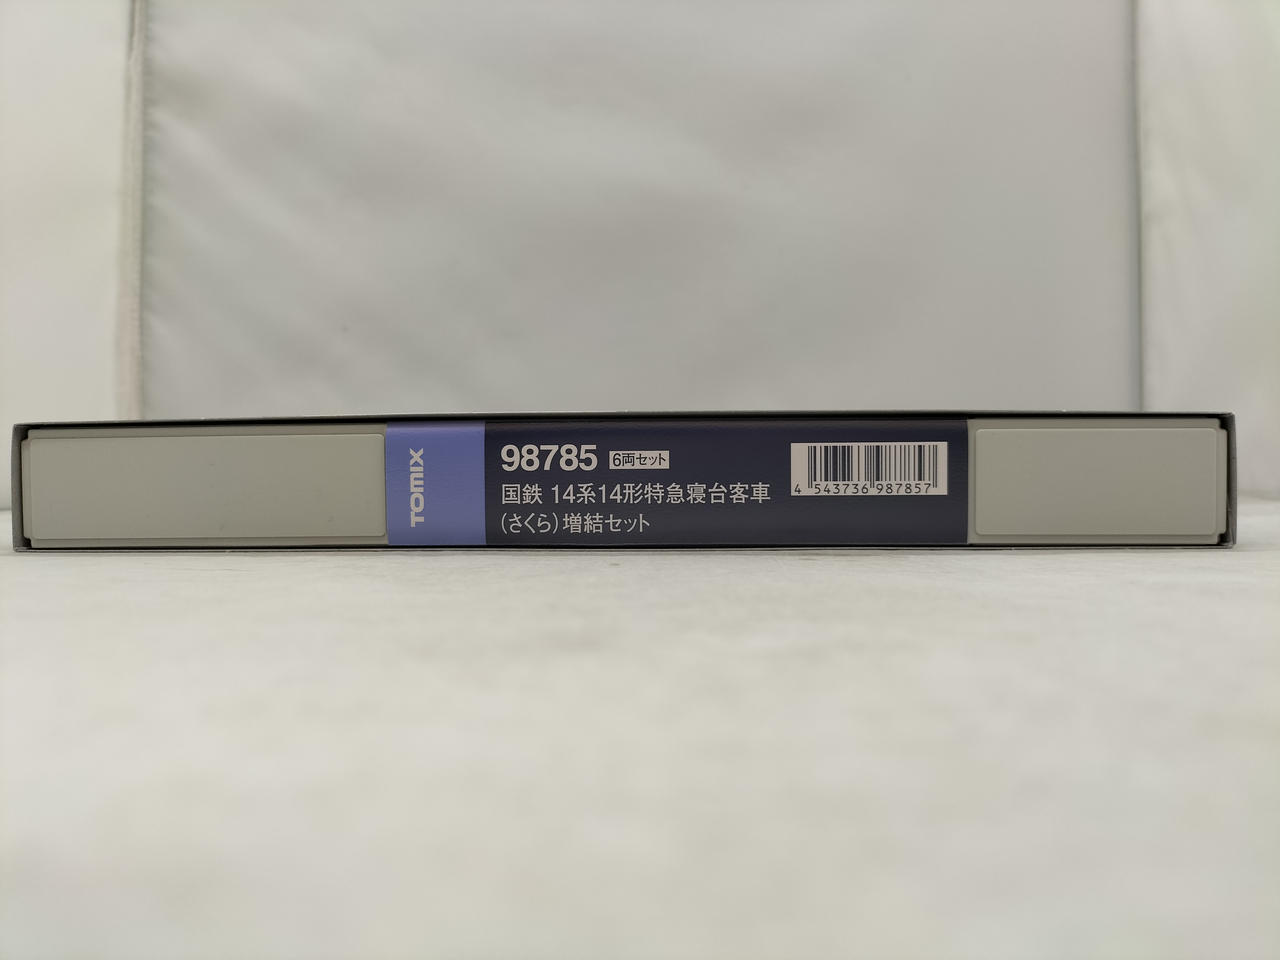 TOMIX
98785 6両セット
国鉄 14系14形特急寝台客車
(さくら)増結セット
4 543736 987857